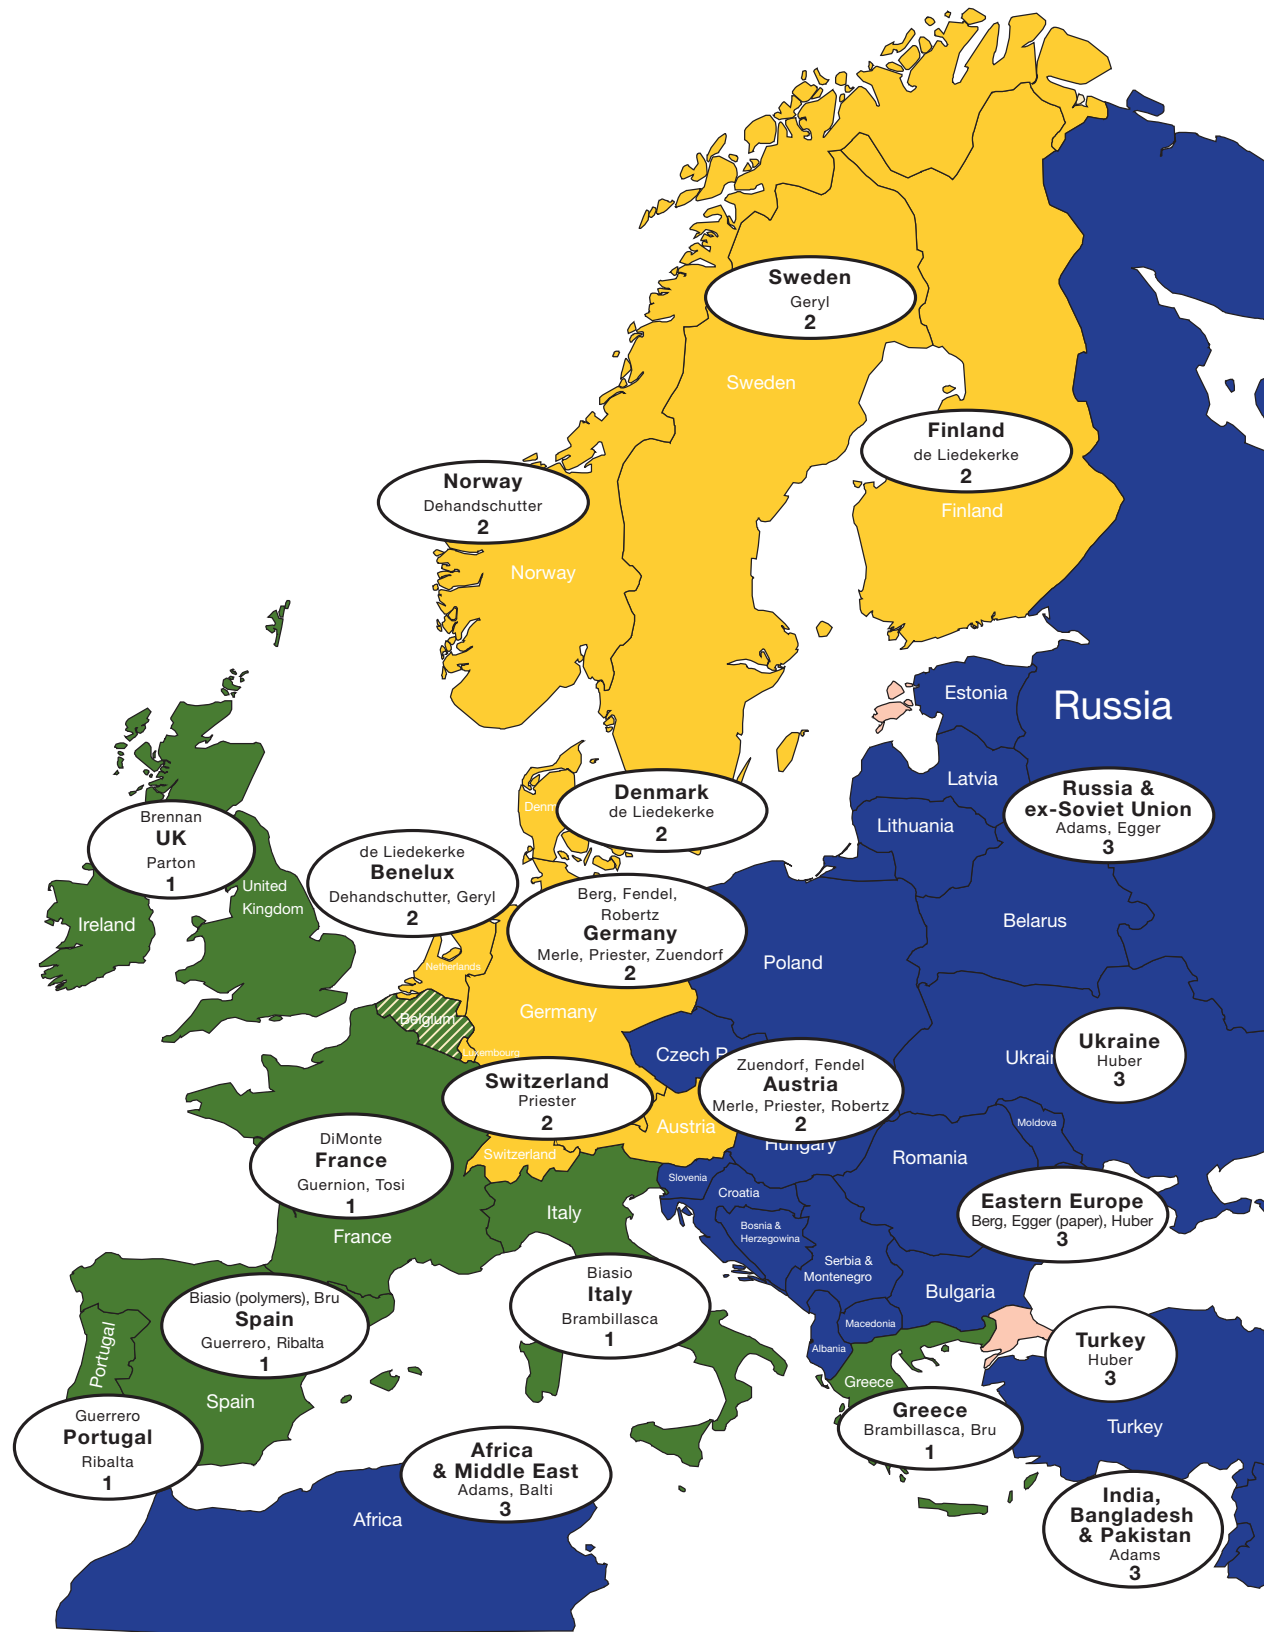 Sweden
Geryl
2
Sweden
Finland
de Liedekerke
2
Finland
Norway
Dehandschutter
2
Norway
Estonia
Russia
Latvia
Russia &
ex-Soviet Union
Adams, Egger
3
Denmark
de Liedekerke
2
Denm
Lithuania
Brennan
UK
Parton
1
United
Kingdom
Ireland
de Liedekerke
Benelux
Dehandschutter, Geryl
2
Berg, Fendel,
Robertz
Germany
Merle, Priester, Zuendorf
2
Belarus
Poland
Netherlands
Germany
Belgium
Luxembourg
Czech R
Ukrai
Ukraine
Huber
3
Zuendorf, Fendel
Austria
Merle, Priester, Robertz
2
Switzerland
Priester
2
Austria
Moldova
Hungary
Romania
Switzerland
DiMonte
France
Guernion, Tosi
1
France
Slovenia
Croatia
Italy
Bosnia &
Herzegowina
Eastern Europe
Berg, Egger (paper), Huber
3
Serbia &
Montenegro
Bulgaria
Biasio
Italy
Brambillasca
1
Biasio (polymers), Bru
Spain
Guerrero, Ribalta
1
Macedonia
Albania
Portugal
Turkey
Huber
3
Greece
Spain
Greece
Brambillasca, Bru
1
Turkey
Guerrero
Portugal
Ribalta
1
Africa
& Middle East
Adams, Balti
3
Africa
India,
Bangladesh
& Pakistan
Adams
3